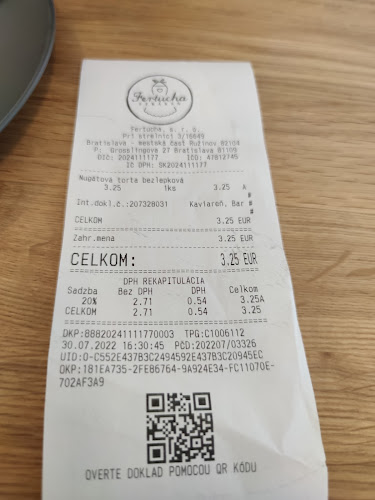 Fertucha
Fertucha, s. r. o.
Pri strelnici 3/16649
Bratislava - mestská časť Ružinov 82104
P: Grosslingova 27 Bratislava 81109
DIČ: 2024111177 IČO: 47812745
IČ DPH: SK2024111177
Nugátová torta bezlepková
3.25 1ks 3.25 A
#
Int.dokl.č.:207328031 Kaviareň, Bar #
#
CELKOM 3.25 EUR
Zahr.mena 3.25 EUR
CELKOM: 3.25 EUR
DPH REKAPITULÁCIA
Sadzba Bez DPH DPH Celkom
20% 2.71 0.54 3.25A
CELKOM 2.71 0.54 3.25
DKP:88820241111770003 TPG:C1006112
30.07.2022 16:30:45 PCD:202207/03326
UID:O-C552E437B3C2494592E437B3C20945EC
OKP:181EA735-2FE86764-9A924E34-FC11070E-
702AF3A9
OVERTE DOKLAD POMOCOU QR KÓDU